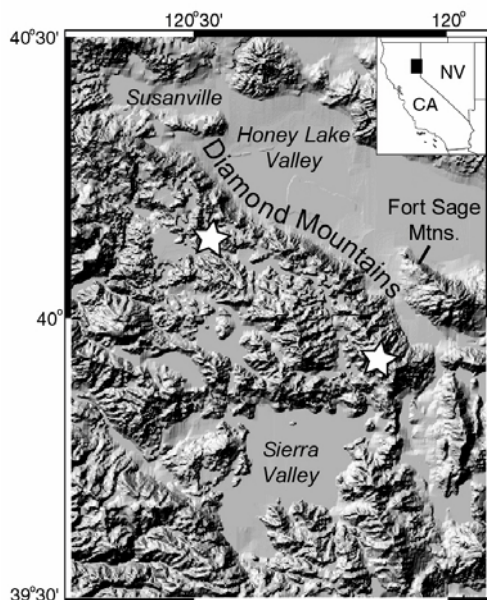 120°30'
120°
40°30'
NV
CA
Susanville
Honey Lake
Valley
Diamond Mountains
Fort Sage
Mtns.
40°
Sierra
Valley
39°30'